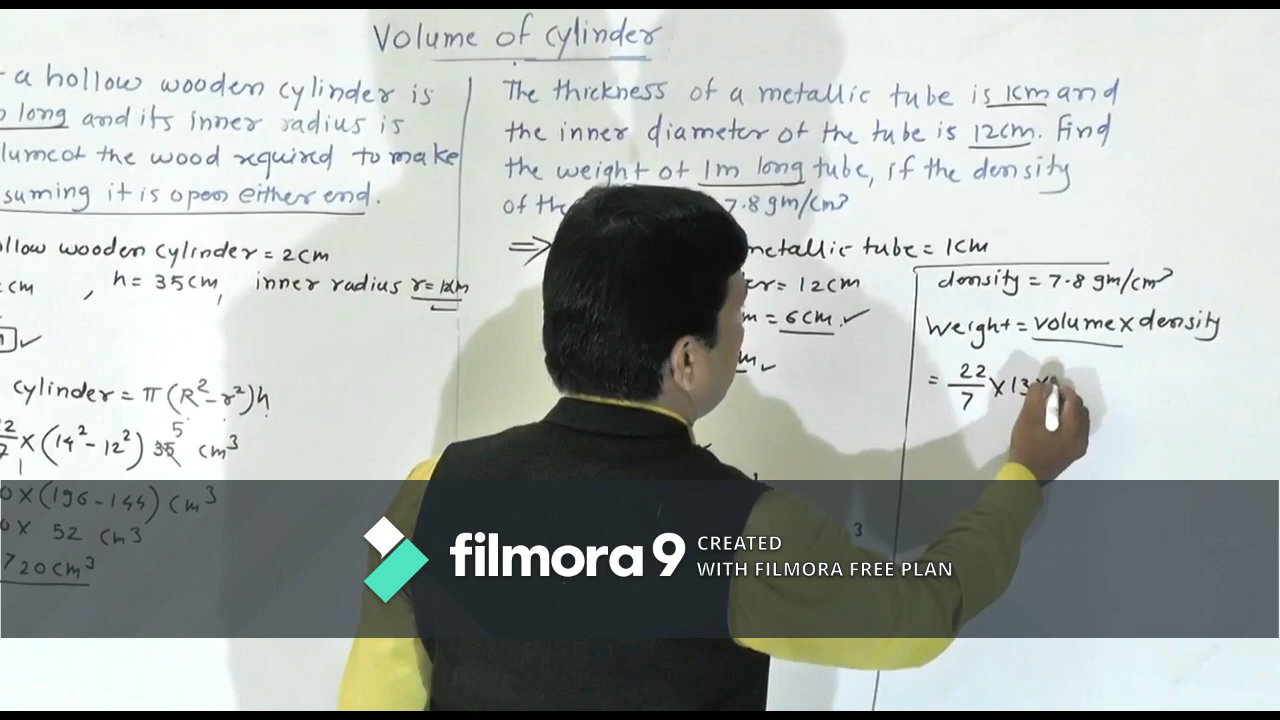 Volume of cylinder
a hollow wooden cylinder is
long and its inner radius is
lume of the wood required to make
suming it is open either end.
ollow wooden cylinder = 2cm
cm , h = 35cm, inner radius r = 12cm
cylinder = π (R² - r²) h
× (14² - 12²) 35 cm³
5
1
0 × (196 - 144) cm³
0 × 52 cm³
720 cm³
The thickness of a metallic tube is 1cm and
the inner diameter of the tube is 12cm. Find
the weight of 1m long tube, if the density
of the 7.8 gm/cm³
⇒ metallic tube = 1cm
= 12cm
= 6cm.
density = 7.8 gm/cm³
Weight = volume × density
= 22/7 × 13 ×
filmora 9
CREATED
WITH FILMORA FREE PLAN